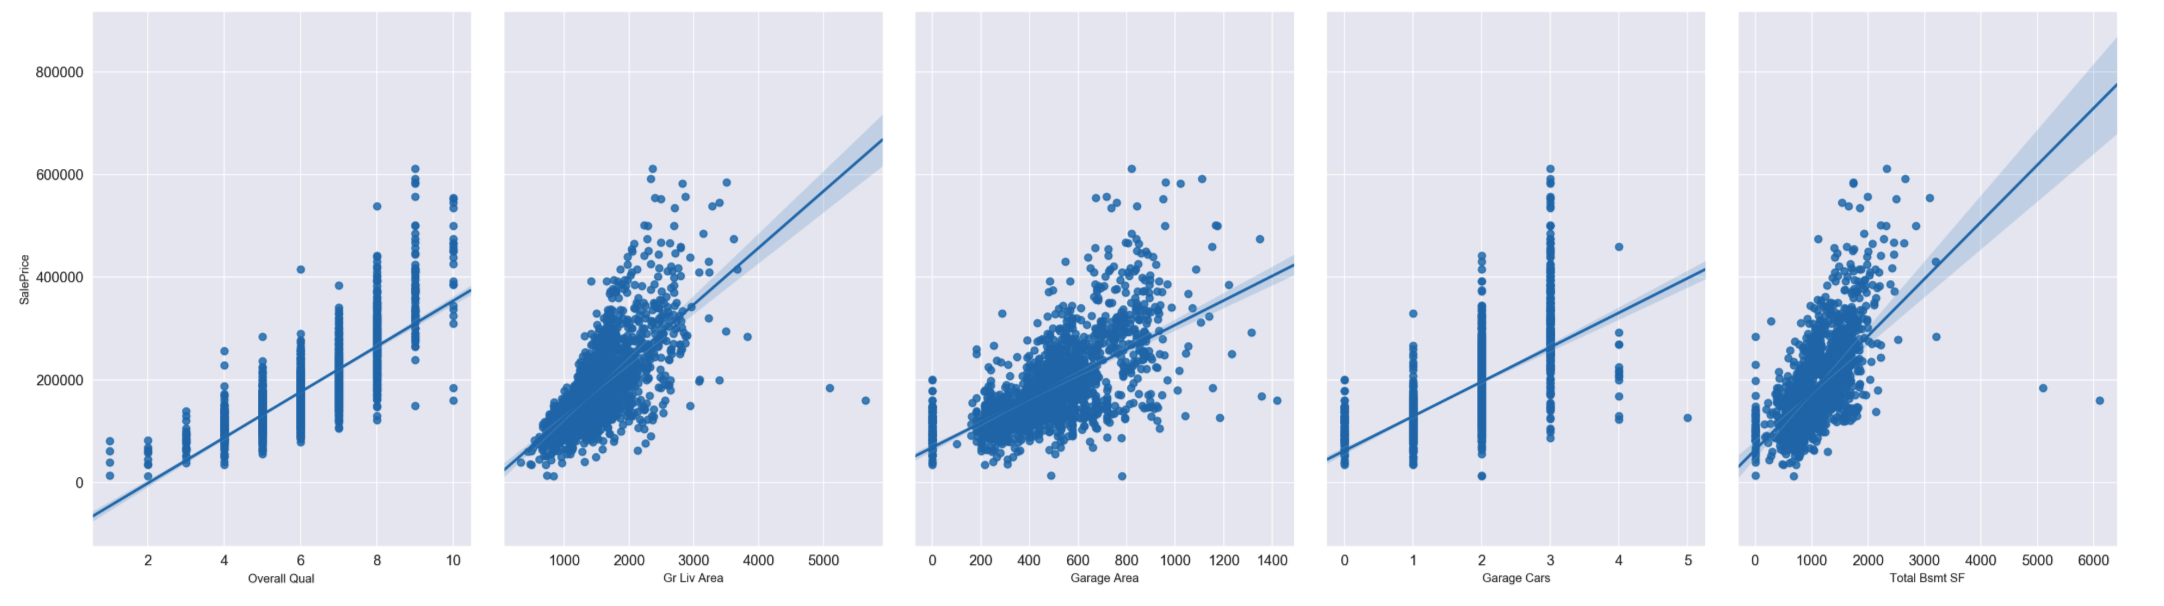 SalePrice
800000
600000
400000
200000
0
2 4 6 8 10
Overall Qual
1000 2000 3000 4000 5000
Gr Liv Area
0 200 400 600 800 1000 1200 1400
Garage Area
0 1 2 3 4 5
Garage Cars
0 1000 2000 3000 4000 5000 6000
Total Bsmt SF